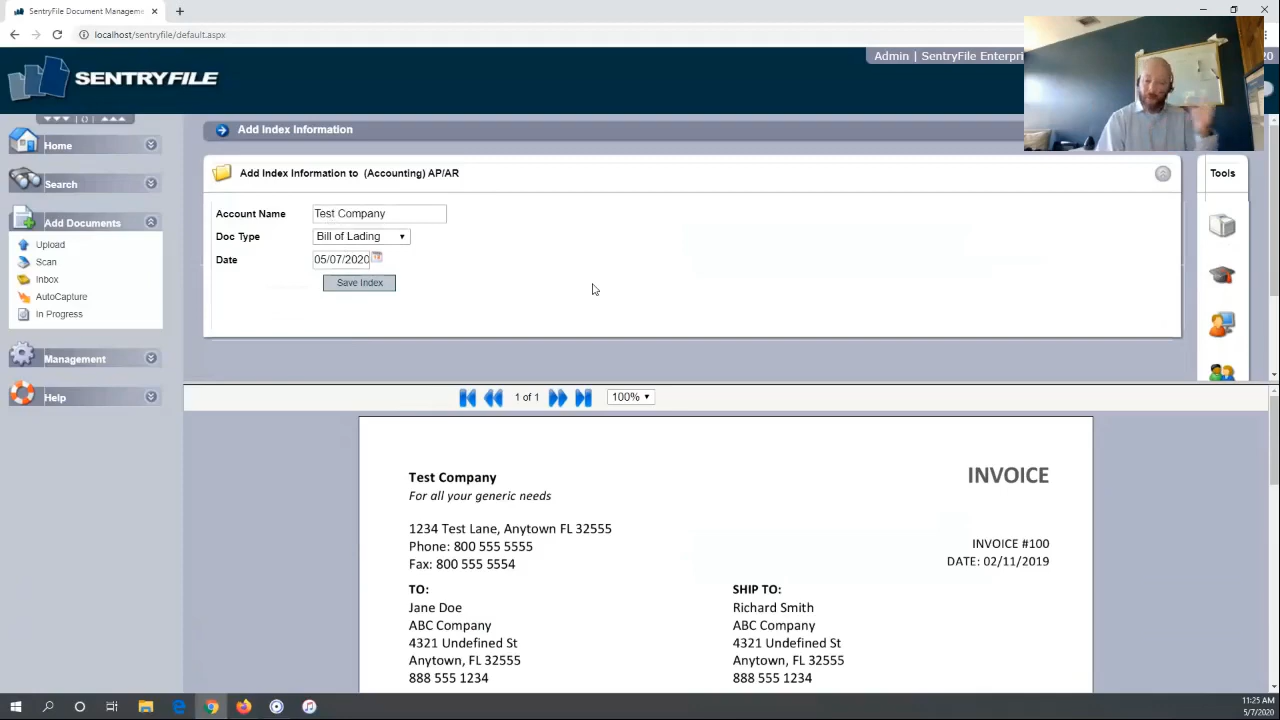 SentryFile Document Manageme
localhost/sentryfile/default.aspx
SENTRYFILE
Admin | SentryFile Enterpri
20
Home
Search
Add Documents
Upload
Scan
Inbox
AutoCapture
In Progress
Management
Help
Add Index Information
Add Index Information to (Accounting) AP/AR
Account Name Test Company
Doc Type Bill of Lading
Date 05/07/2020
Save Index
Tools
1 of 1 100%
Test Company
INVOICE
For all your generic needs
1234 Test Lane, Anytown FL 32555
Phone: 800 555 5555
INVOICE #100
Fax: 800 555 5554
DATE: 02/11/2019
TO:
Jane Doe
ABC Company
4321 Undefined St
Anytown, FL 32555
888 555 1234
SHIP TO:
Richard Smith
ABC Company
4321 Undefined St
Anytown, FL 32555
888 555 1234
11:25 AM
5/7/2020